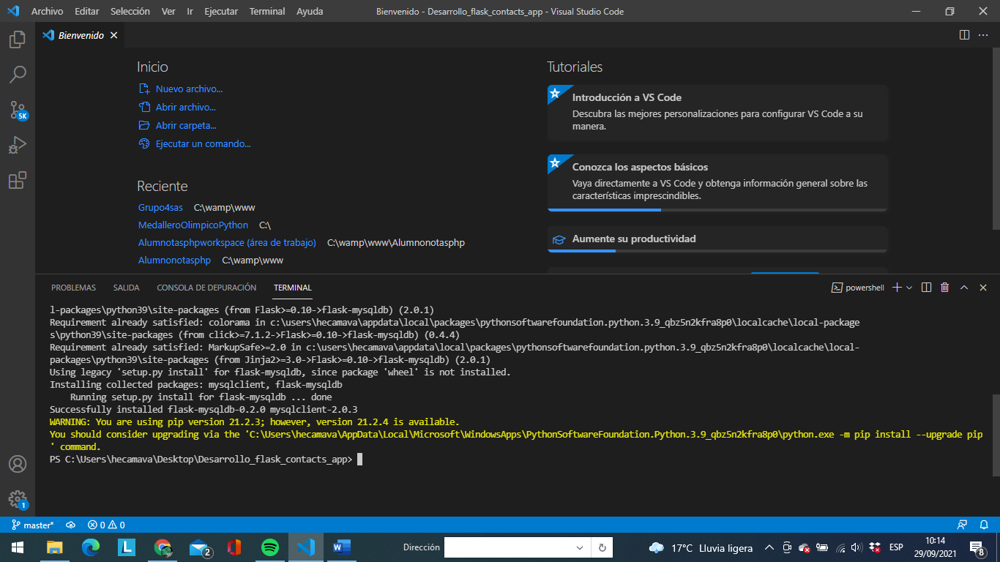 Archivo Editar Selección Ver Ir Ejecutar Terminal Ayuda
Bienvenido - Desarrollo_flask_contacts_app - Visual Studio Code
Bienvenido
Inicio
Nuevo archivo...
Abrir archivo...
Abrir carpeta...
Ejecutar un comando...
Reciente
Grupo4sas C:\wamp\www
MedalleroOlimpicoPython C:\
Alumnotasphpworkspace (área de trabajo) C:\wamp\www\Alumnonotasphp
Alumnonotasphp C:\wamp\www
Tutoriales
Introducción a VS Code
Descubra las mejores personalizaciones para configurar VS Code a su
manera.
Conozca los aspectos básicos
Vaya directamente a VS Code y obtenga información general sobre las
características imprescindibles.
Aumente su productividad
5K
PROBLEMAS SALIDA CONSOLA DE DEPURACIÓN TERMINAL
powershell
l-packages\python39\site-packages (from Flask>=0.10->flask-mysqldb) (2.0.1)
Requirement already satisfied: colorama in c:\users\hecamava\appdata\local\packages\pythonsoftwarefoundation.python.3.9_qbz5n2kfra8p0\localcache\local-package
s\python39\site-packages (from click>=7.1.2->Flask>=0.10->flask-mysqldb) (0.4.4)
Requirement already satisfied: MarkupSafe>=2.0 in c:\users\hecamava\appdata\local\packages\pythonsoftwarefoundation.python.3.9_qbz5n2kfra8p0\localcache\local-
packages\python39\site-packages (from Jinja2>=3.0->Flask>=0.10->flask-mysqldb) (2.0.1)
Using legacy 'setup.py install' for flask-mysqldb, since package 'wheel' is not installed.
Installing collected packages: mysqlclient, flask-mysqldb
Running setup.py install for flask-mysqldb ... done
Successfully installed flask-mysqldb-0.2.0 mysqlclient-2.0.3
WARNING: You are using pip version 21.2.3; however, version 21.2.4 is available.
You should consider upgrading via the 'C:\Users\hecamava\AppData\Local\Microsoft\WindowsApps\PythonSoftwareFoundation.Python.3.9_qbz5n2kfra8p0\python.exe -m pip install --upgrade pip
' command.
PS C:\Users\hecamava\Desktop\Desarrollo_flask_contacts_app>
1
master* 0 0
L 2 W
Dirección
17°C Lluvia ligera
ESP
10:14
29/09/2021
8